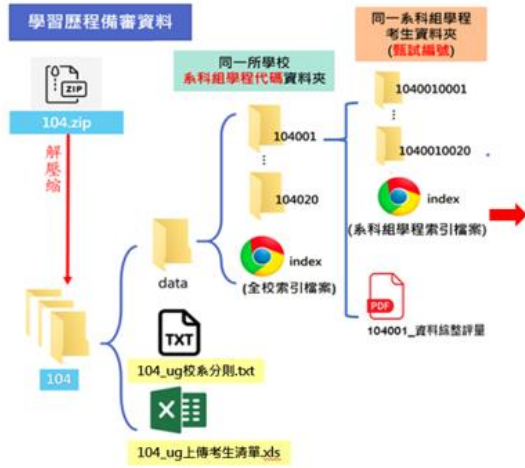 學習歷程備審資料
ZIP
104.zip
解壓缩
104
data
104_ug校系分則.txt
TXT
104_ug上傳考生清單.xls
同一所學校
系科組學程代碼資料夾
104001
⋮
104020
index
(全校索引檔案)
同一系科組學程
考生資料夾
(甄試編號)
1040010001
⋮
1040010020
index
(系科組學程索引檔案)
PDF
104001_資料綜整評量